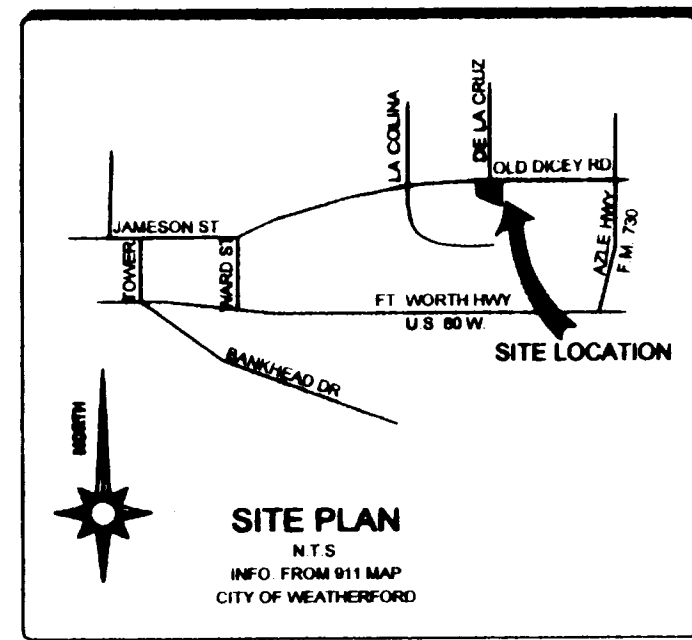 LA COLINA
DE LA CRUZ
OLD DICEY RD
JAMESON ST
TOWER
WARD ST
AZLE HWY
F.M. 730
FT WORTH HWY
U.S 80 W.
SITE LOCATION
BANKHEAD DR
NORTH
SITE PLAN
N.T.S
INFO. FROM 911 MAP
CITY OF WEATHERFORD